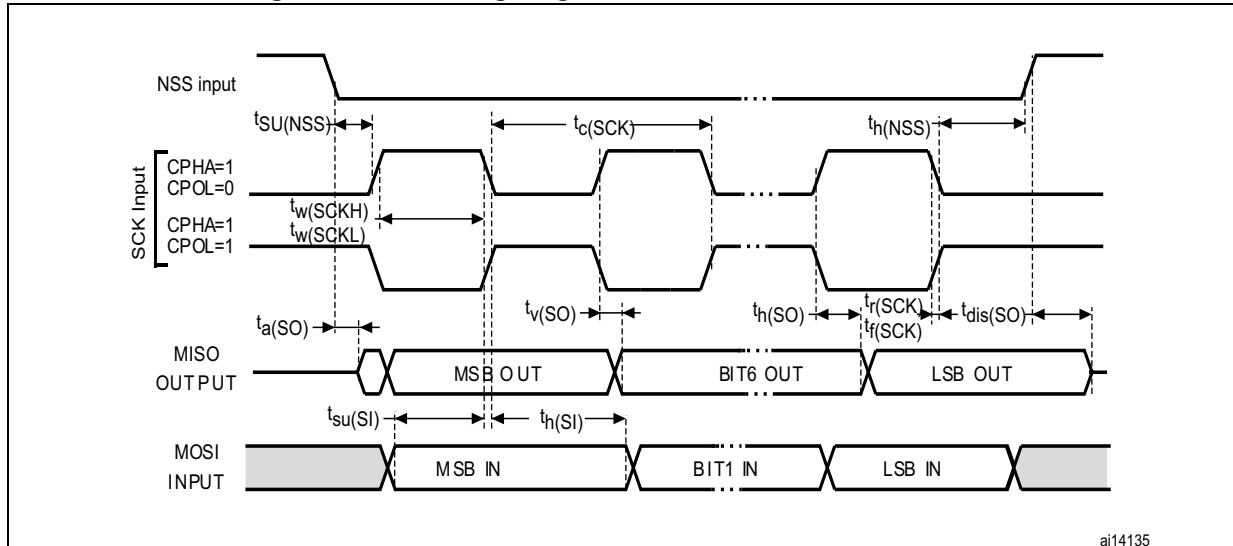 NSS input
tSU(NSS)
tc(SCK)
th(NSS)
SCK Input
CPHA=1
CPOL=0
tw(SCKH)
CPHA=1
tw(SCKL)
CPOL=1
ta(SO)
tv(SO)
th(SO)
tr(SCK)
tf(SCK)
tdis(SO)
MISO
OUTPUT
MSB OUT
BIT6 OUT
LSB OUT
tsu(SI)
th(SI)
MOSI
INPUT
MSB IN
BIT1 IN
LSB IN
ai14135